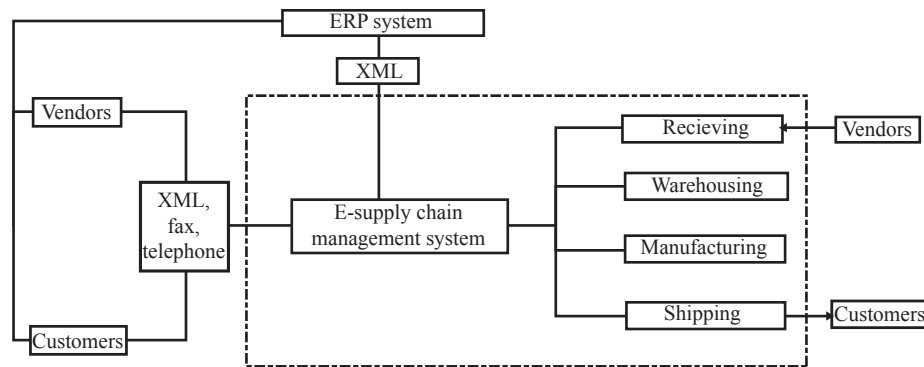 ERP system
XML
Vendors
XML,
fax,
telephone
Customers
E-supply chain
management system
Recieving
Warehousing
Manufacturing
Shipping
Vendors
Customers